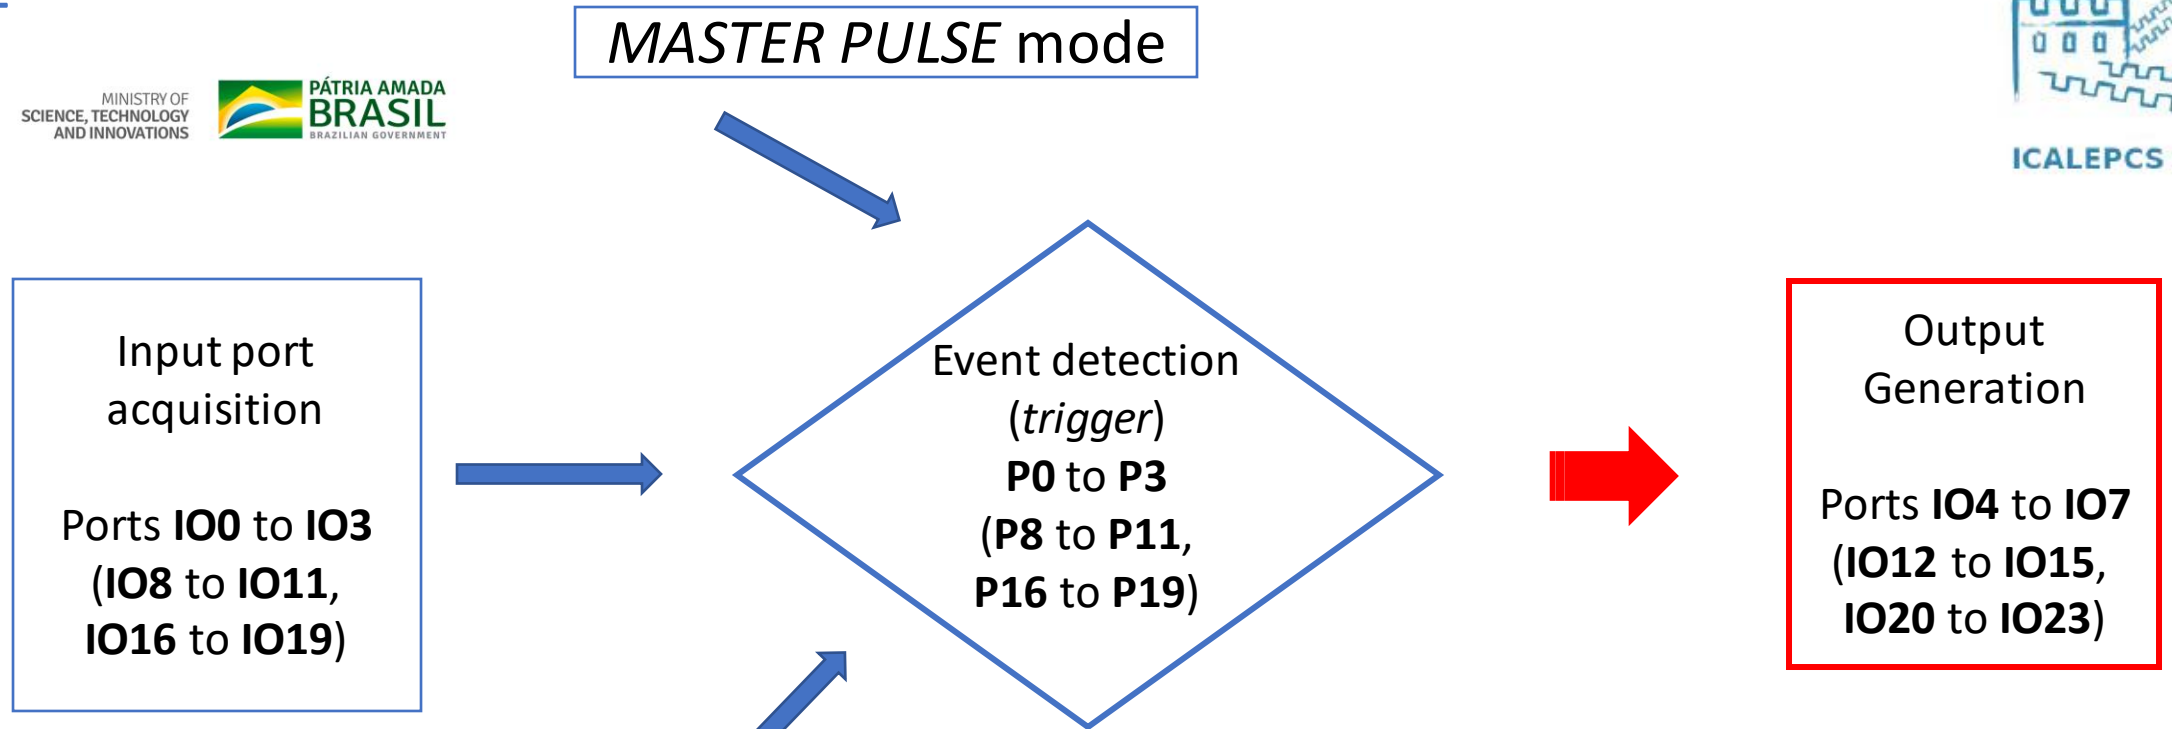 MASTER PULSE mode
MINISTRY OF
SCIENCE, TECHNOLOGY
AND INNOVATIONS
PÁTRIA AMADA
BRASIL
BRAZILIAN GOVERNMENT
ICALEPCS
Input port
acquisition
Ports IO0 to IO3
(IO8 to IO11,
IO16 to IO19)
Event detection
(trigger)
P0 to P3
(P8 to P11,
P16 to P19)
Output
Generation
Ports IO4 to IO7
(IO12 to IO15,
IO20 to IO23)